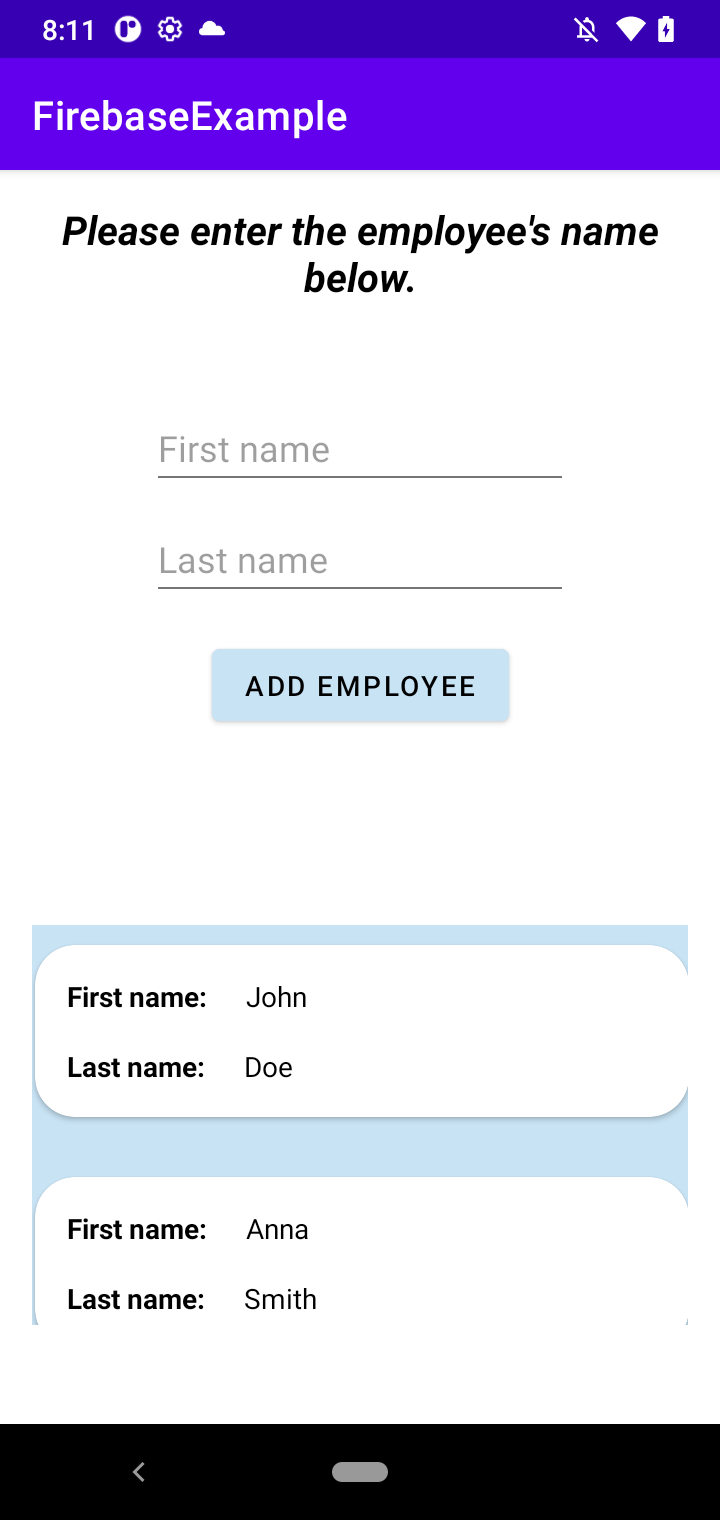 8:11
FirebaseExample
Please enter the employee's name
below.
First name
Last name
ADD EMPLOYEE
First name: John
Last name: Doe
First name: Anna
Last name: Smith